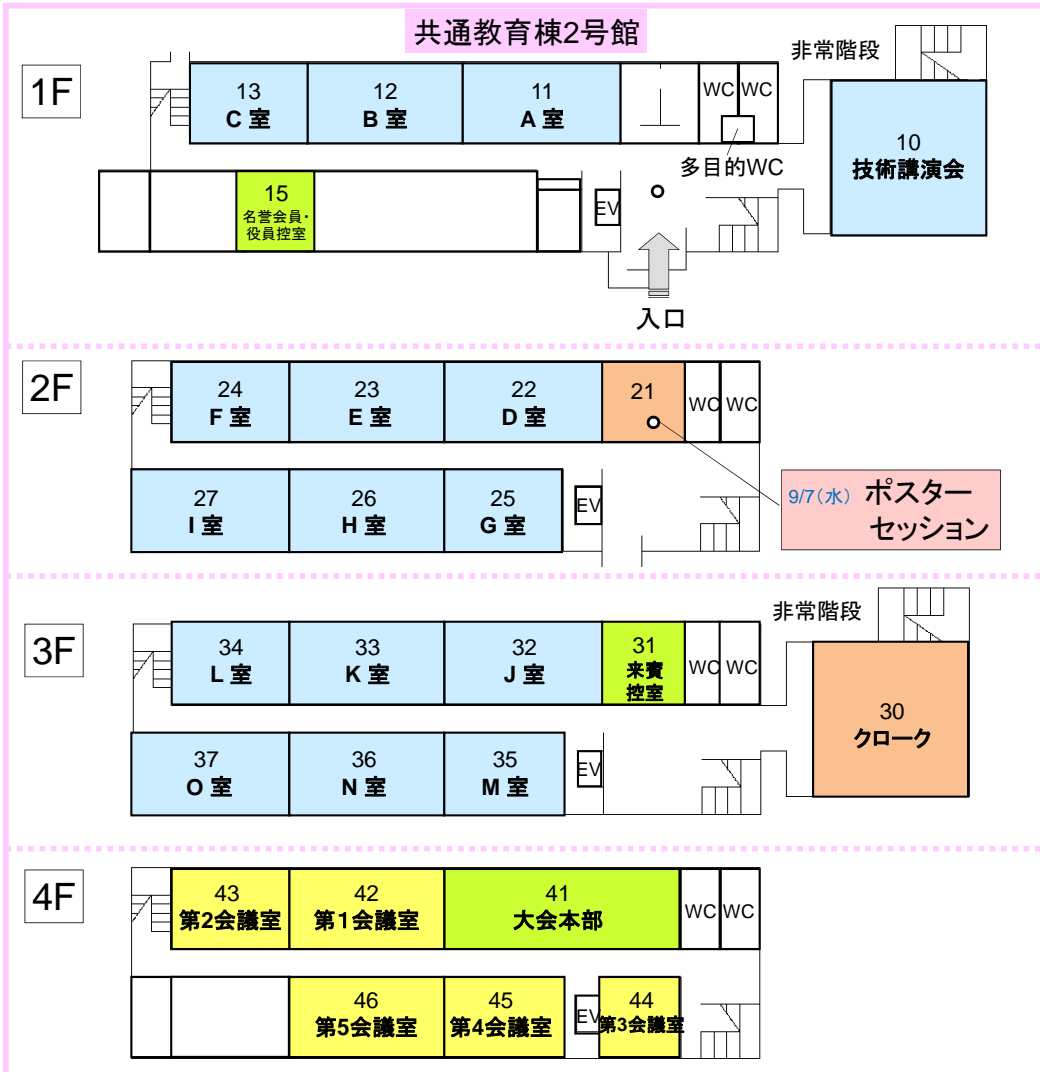 共通教育棟2号館
1F
非常階段
13
C 室
12
B 室
11
A 室
WC
WC
多目的WC
10
技術講演会
15
名誉会員・
役員控室
EV
入口
2F
24
F 室
23
E 室
22
D 室
21
WC
WC
27
I 室
26
H 室
25
G 室
EV
9/7(水) ポスター
セッション
3F
非常階段
34
L 室
33
K 室
32
J 室
31
来賓
控室
WC
WC
30
クローク
37
O 室
36
N 室
35
M 室
EV
4F
43
第2会議室
42
第1会議室
41
大会本部
WC
WC
46
第5会議室
45
第4会議室
EV
44
第3会議室